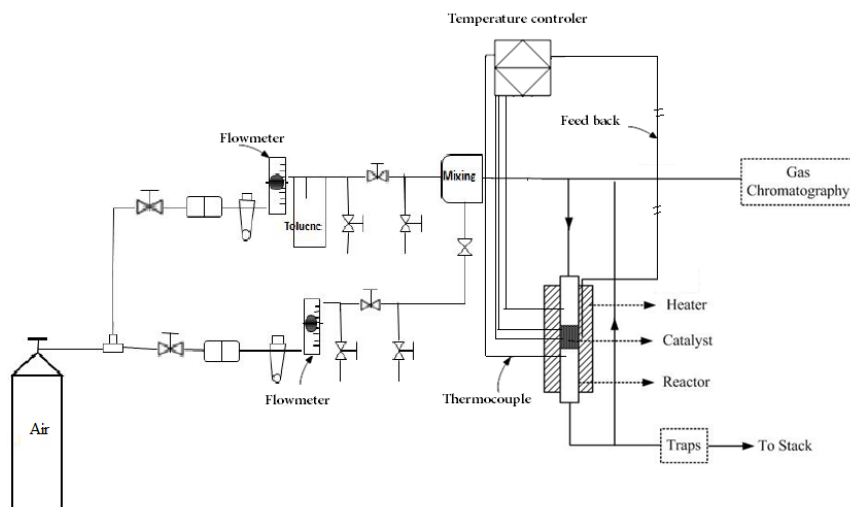 Temperature controler
Feed back
Flowmeter
Mixing
Gas
Chromatography
Toluene
Heater
Catalyst
Reactor
Flowmeter
Thermocouple
Air
Traps
To Stack